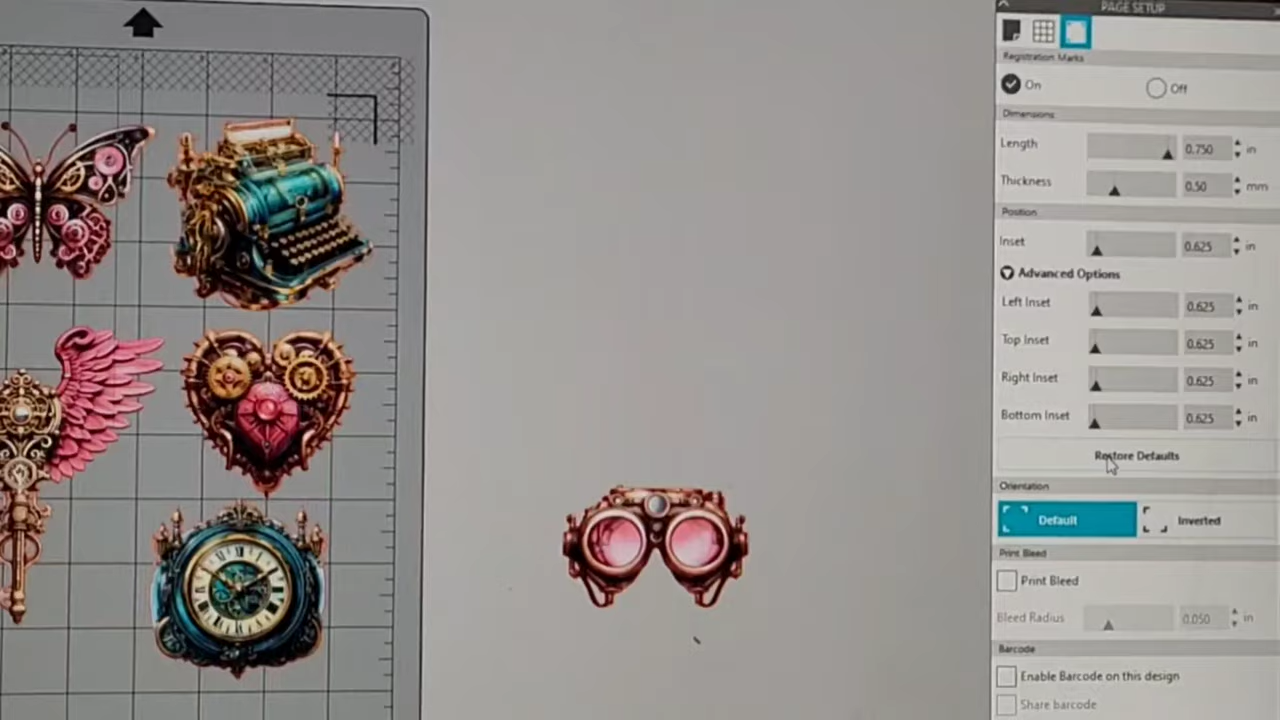 PAGE SETUP
Registration Marks
On
Off
Dimensions
Length
0.750
in
Thickness
0.50
mm
Position
Inset
0.625
in
Advanced Options
Left Inset
0.625
in
Top Inset
0.625
in
Right Inset
0.625
in
Bottom Inset
0.625
in
Restore Defaults
Orientation
Default
Inverted
Print Bleed
Print Bleed
Bleed Radius
0.050
in
Barcode
Enable Barcode on this design
Share barcode